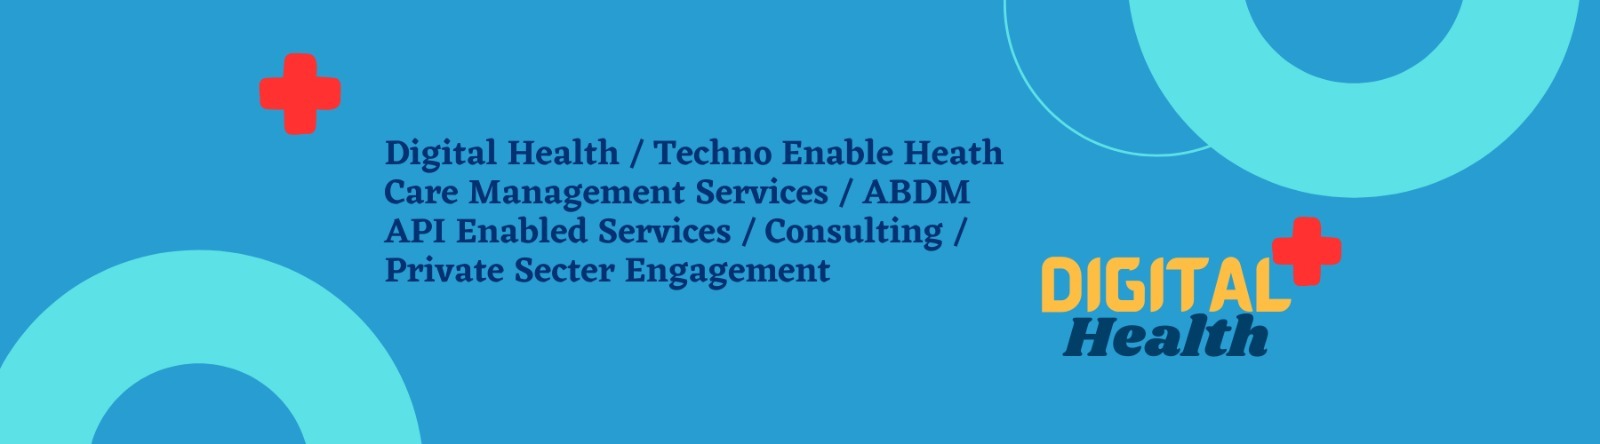 Digital Health / Techno Enable Heath
Care Management Services / ABDM
API Enabled Services / Consulting /
Private Secter Engagement
DIGITAL
Health